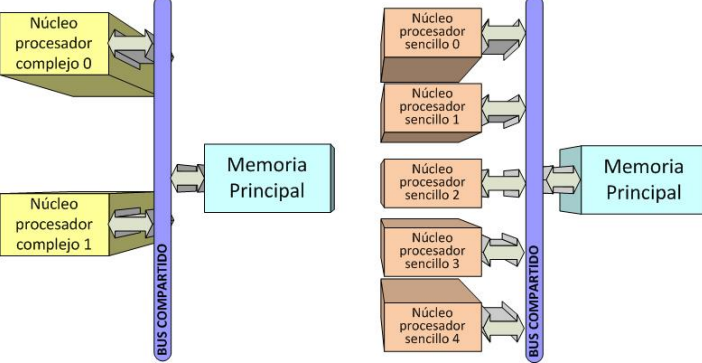 Núcleo
procesador
complejo 0
Memoria
Principal
Núcleo
procesador
complejo 1
BUS COMPARTIDO
Núcleo
procesador
sencillo 0
Núcleo
procesador
sencillo 1
Núcleo
procesador
sencillo 2
Núcleo
procesador
sencillo 3
Núcleo
procesador
sencillo 4
BUS COMPARTIDO
Memoria
Principal